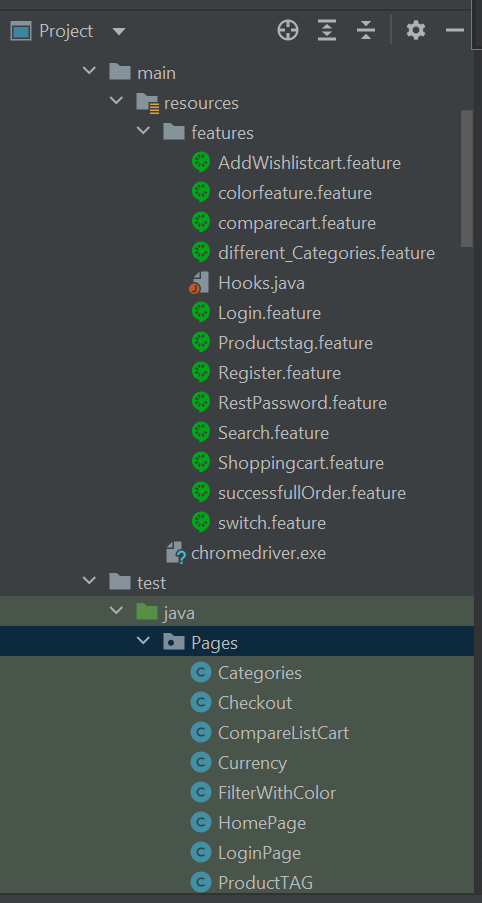 Project
main
resources
features
AddWishlistcart.feature
colorfeature.feature
comparecart.feature
different_Categories.feature
Hooks.java
Login.feature
Productstag.feature
Register.feature
RestPassword.feature
Search.feature
Shoppingcart.feature
successfullOrder.feature
switch.feature
chromedriver.exe
test
java
Pages
Categories
Checkout
CompareListCart
Currency
FilterWithColor
HomePage
LoginPage
ProductTAG